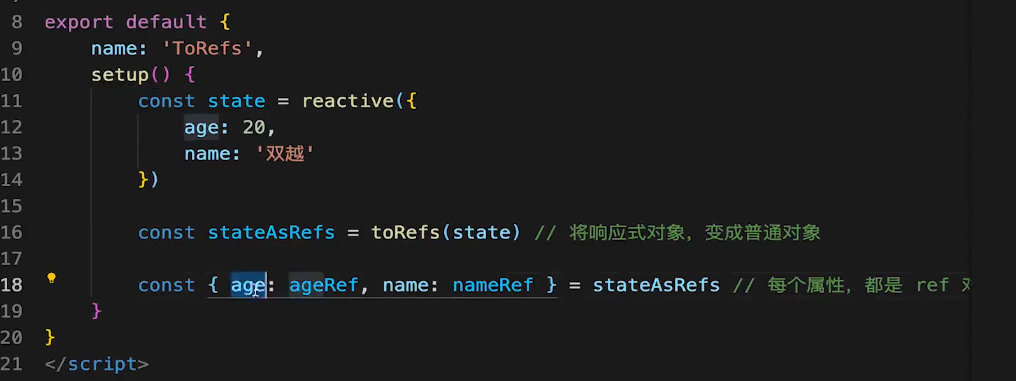 8 export default {
9 name: 'ToRefs',
10 setup() {
11 const state = reactive({
12 age: 20,
13 name: '双越'
14 })
15
16 const stateAsRefs = toRefs(state) // 将响应式对象，变成普通对象
17
18 const { age: ageRef, name: nameRef } = stateAsRefs // 每个属性，都是 ref
19 }
20 }
21 </script>